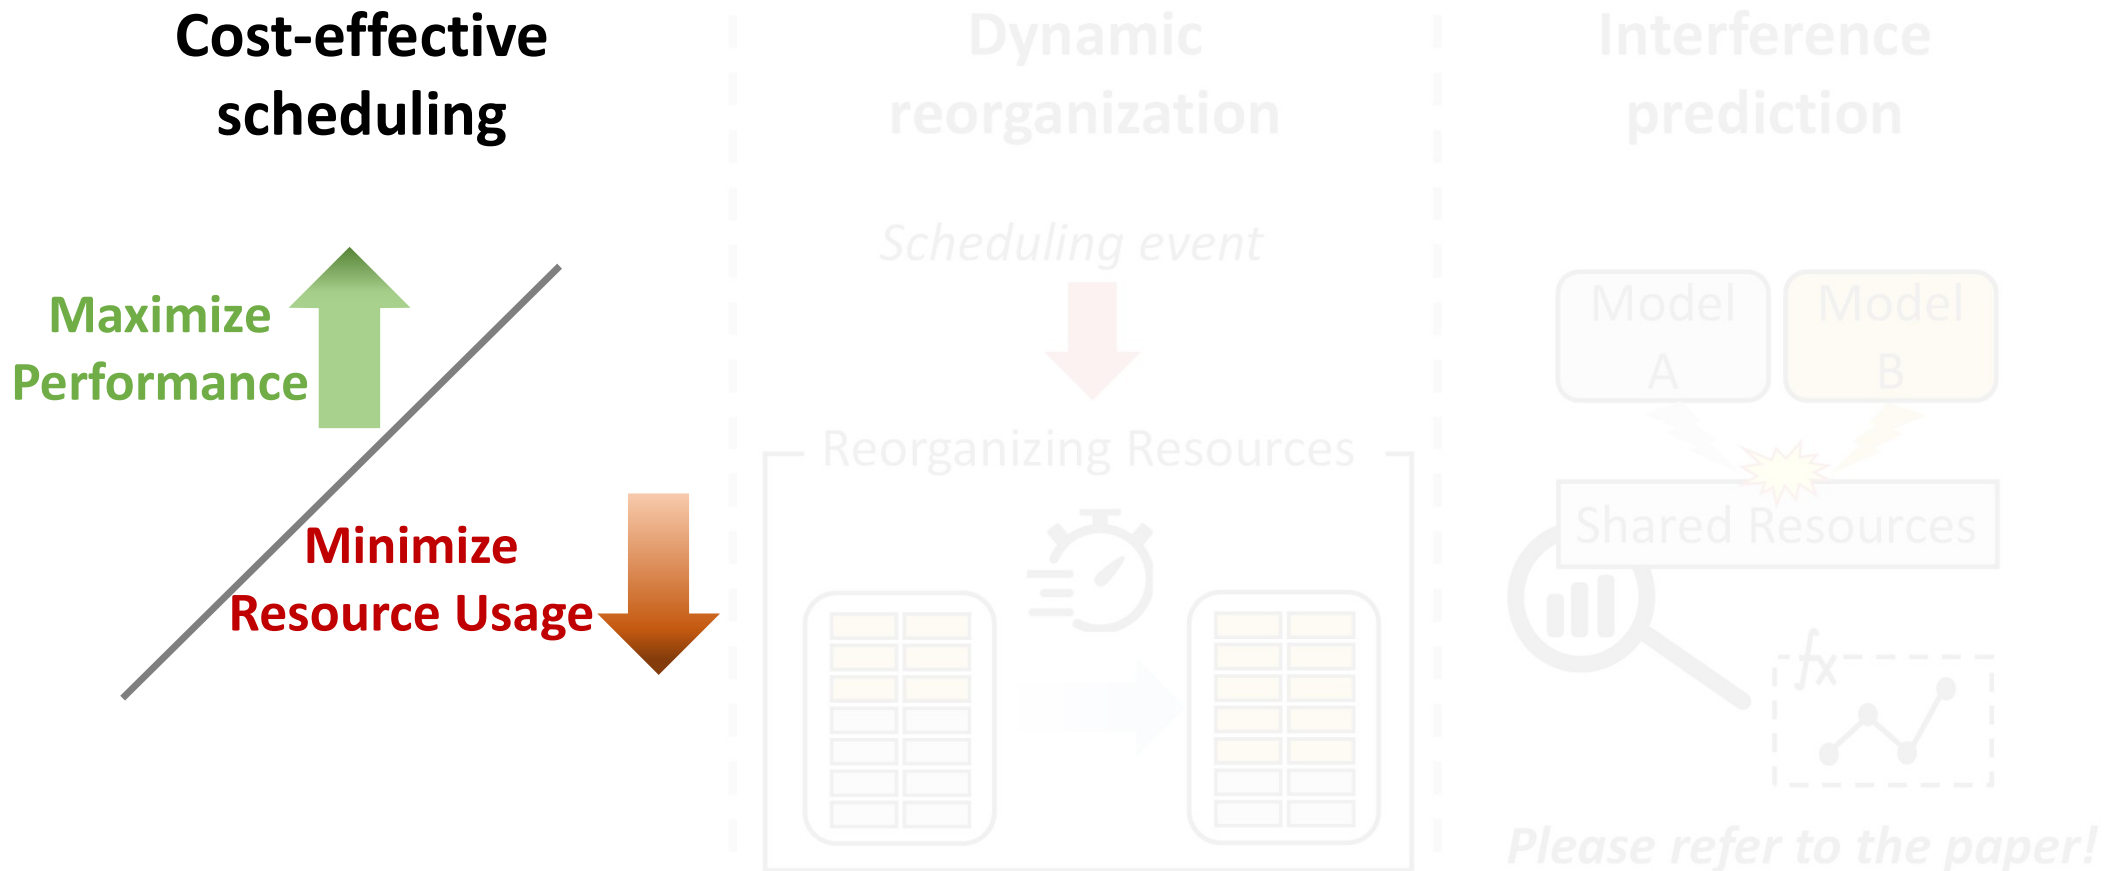 Cost-effective
scheduling
Maximize
Performance
Minimize
Resource Usage
Dynamic
reorganization
Scheduling event
Reorganizing Resources
Interference
prediction
Model
A
Model
B
Shared Resources
fx
Please refer to the paper!